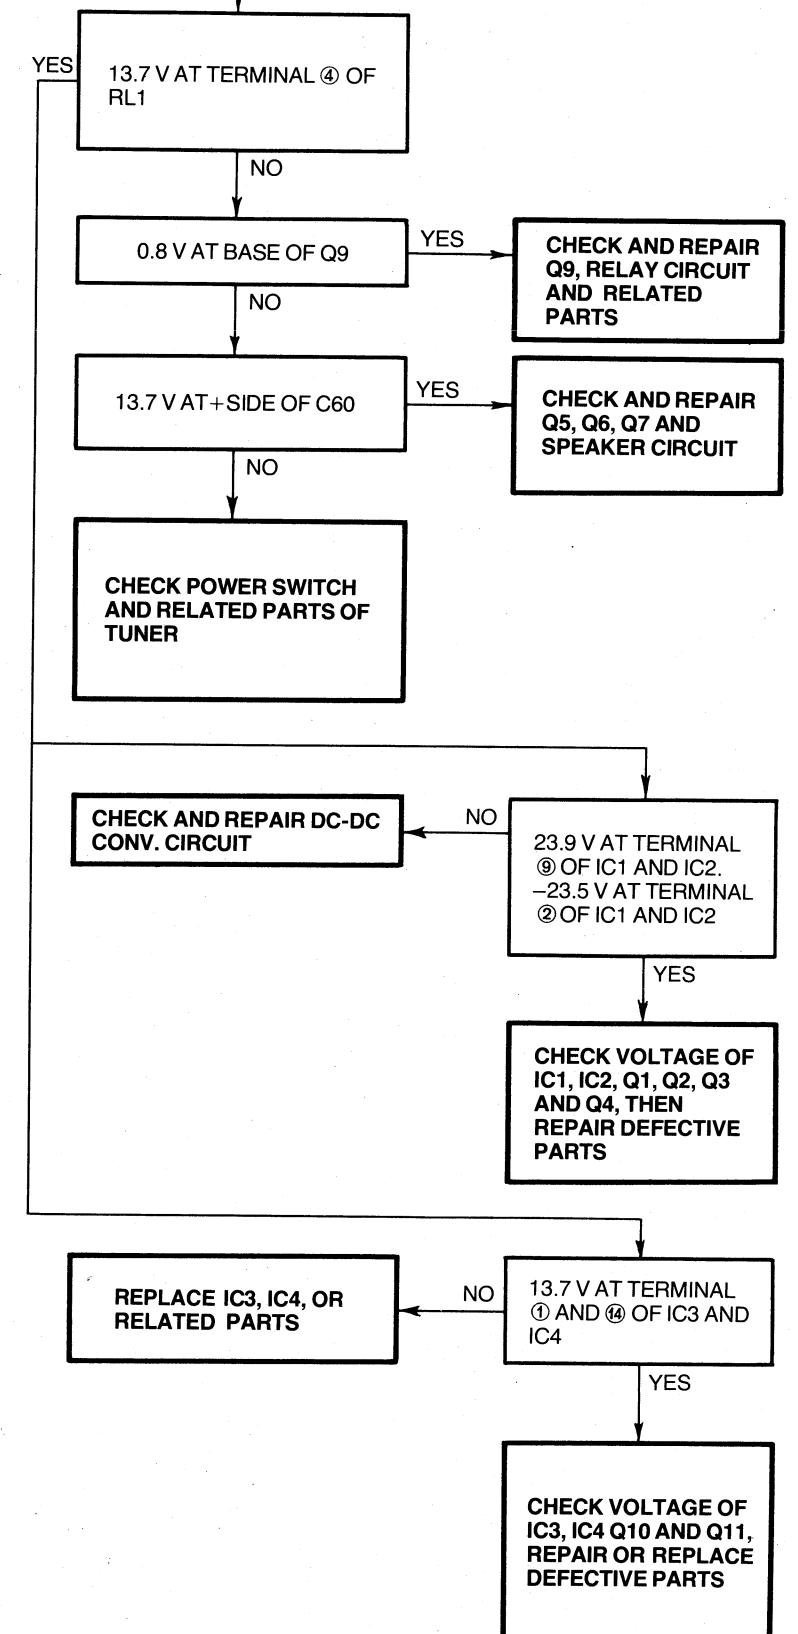 YES
13.7 V AT TERMINAL ④ OF
RL1
NO
0.8 V AT BASE OF Q9
YES
CHECK AND REPAIR
Q9, RELAY CIRCUIT
AND RELATED
PARTS
NO
13.7 V AT+SIDE OF C60
YES
CHECK AND REPAIR
Q5, Q6, Q7 AND
SPEAKER CIRCUIT
NO
CHECK POWER SWITCH
AND RELATED PARTS OF
TUNER
CHECK AND REPAIR DC-DC
CONV. CIRCUIT
NO
23.9 V AT TERMINAL
⑨ OF IC1 AND IC2.
−23.5 V AT TERMINAL
② OF IC1 AND IC2
YES
CHECK VOLTAGE OF
IC1, IC2, Q1, Q2, Q3
AND Q4, THEN
REPAIR DEFECTIVE
PARTS
REPLACE IC3, IC4, OR
RELATED PARTS
NO
13.7 V AT TERMINAL
① AND ⑭ OF IC3 AND
IC4
YES
CHECK VOLTAGE OF
IC3, IC4 Q10 AND Q11,
REPAIR OR REPLACE
DEFECTIVE PARTS